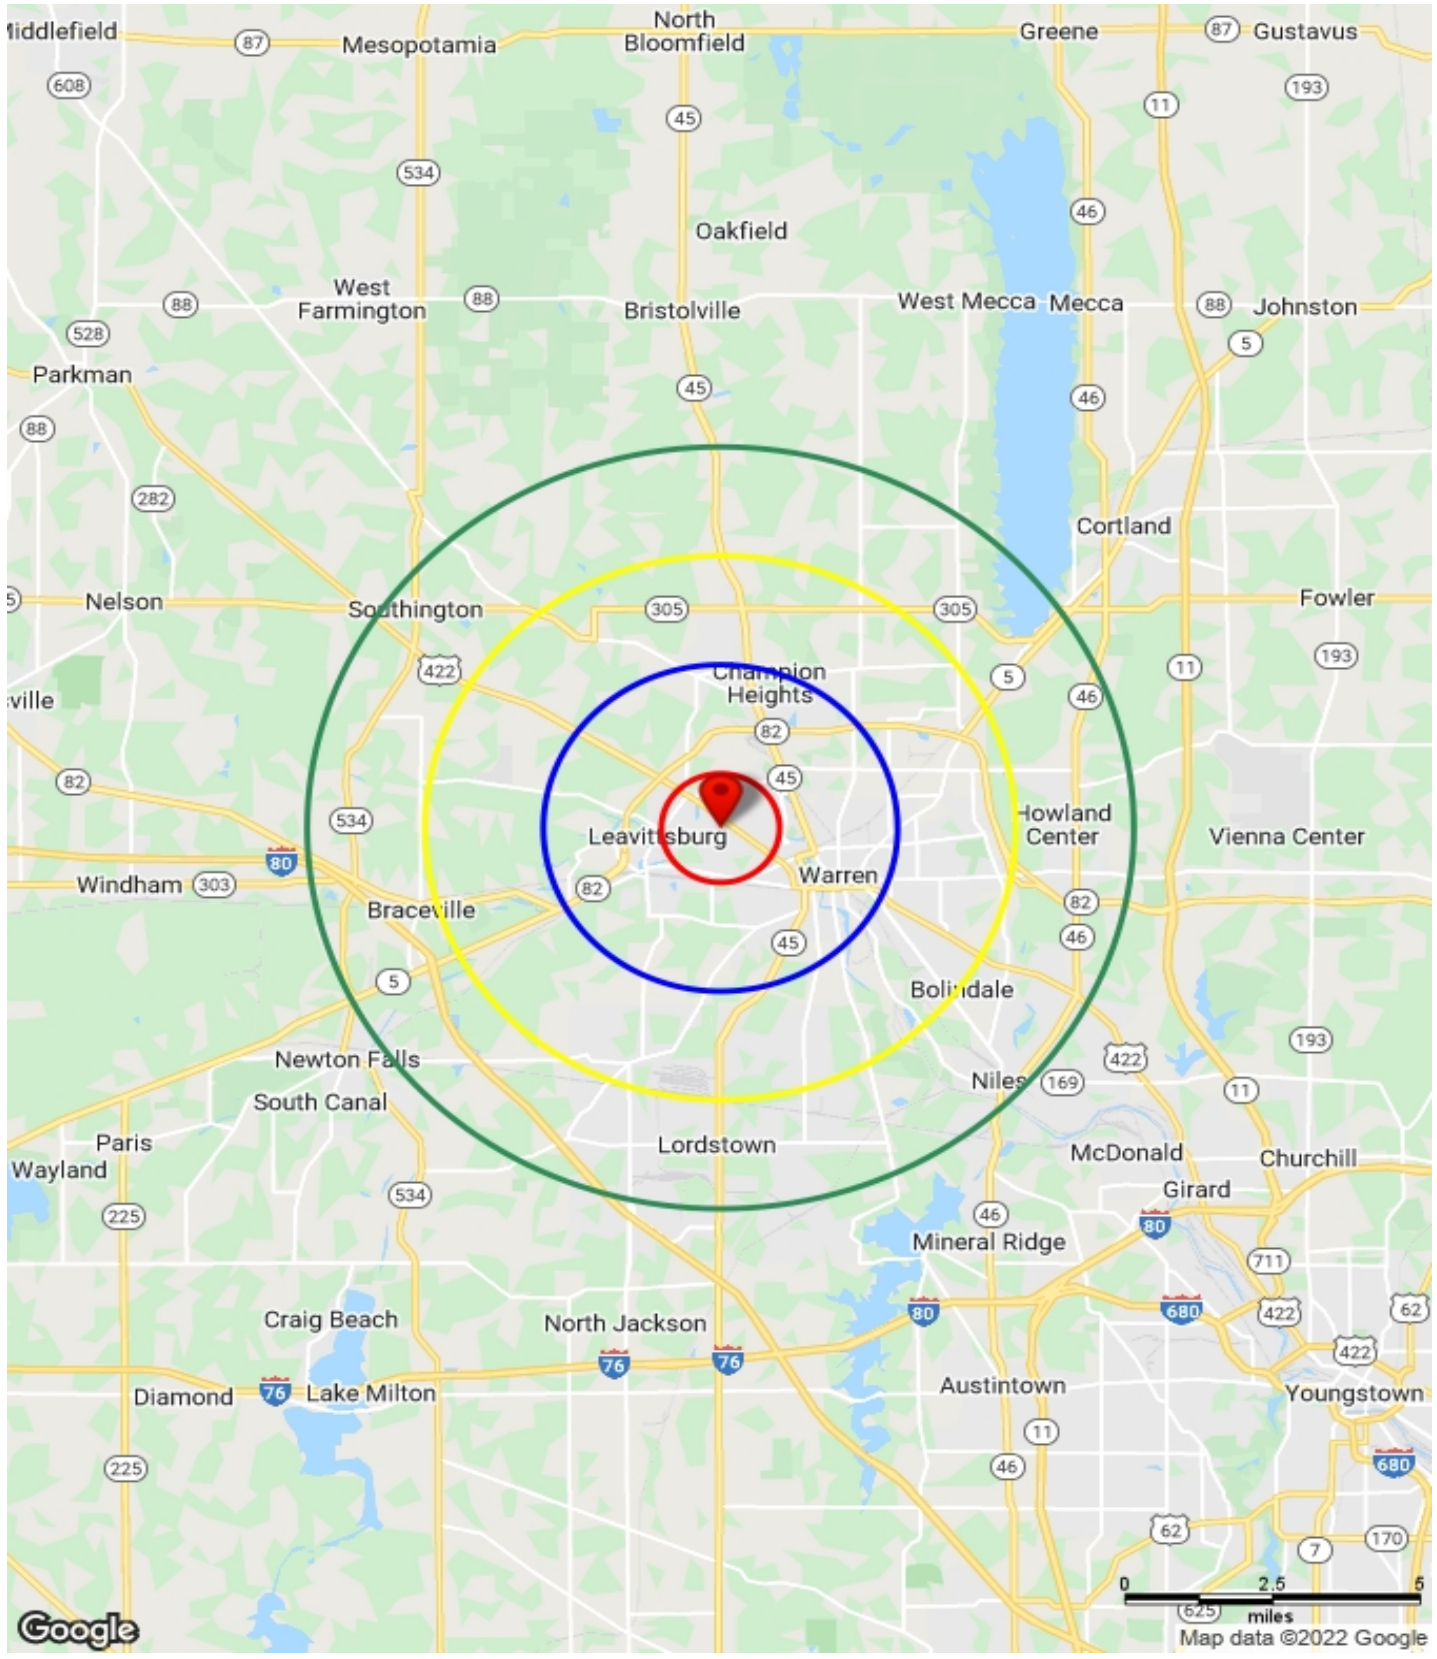 Middlefield
87
Mesopotamia
North
Bloomfield
Greene
87
Gustavus
608
193
11
45
534
46
Oakfield
West
Farmington
88
88
Bristolville
West Mecca
Mecca
88
Johnston
528
5
Parkman
45
46
88
282
Cortland
Nelson
Southington
305
305
Fowler
422
Champion
Heights
5
11
193
46
sville
82
82
45
534
Leavittsburg
Howland
Center
Vienna Center
80
Windham
303
82
Warren
Braceville
82
45
46
5
Bolindale
Newton Falls
422
193
Niles
169
11
South Canal
Paris
Lordstown
McDonald
Churchill
Wayland
534
Girard
225
46
80
Mineral Ridge
711
Craig Beach
North Jackson
80
680
422
62
76
76
422
Diamond
76
Lake Milton
Austintown
Youngstown
11
225
46
680
62
7
170
0
2.5
5
625
miles
Google
Map data ©2022 Google